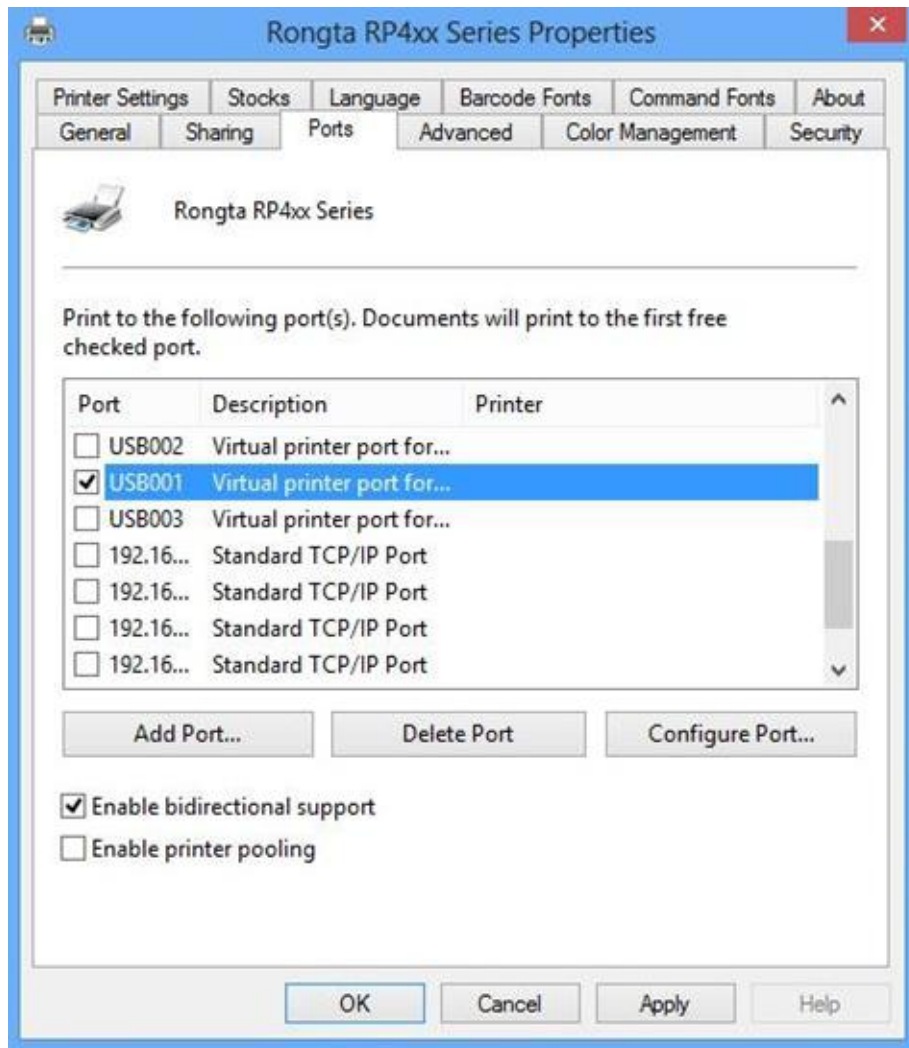 Rongta RP4xx Series Properties
Printer Settings Stocks Language Barcode Fonts Command Fonts About
General Sharing Ports Advanced Color Management Security
Rongta RP4xx Series
Print to the following port(s). Documents will print to the first free
checked port.
Port Description Printer
USB002 Virtual printer port for...
USB001 Virtual printer port for...
USB003 Virtual printer port for...
192.16... Standard TCP/IP Port
192.16... Standard TCP/IP Port
192.16... Standard TCP/IP Port
192.16... Standard TCP/IP Port
Add Port... Delete Port Configure Port...
Enable bidirectional support
Enable printer pooling
OK Cancel Apply Help